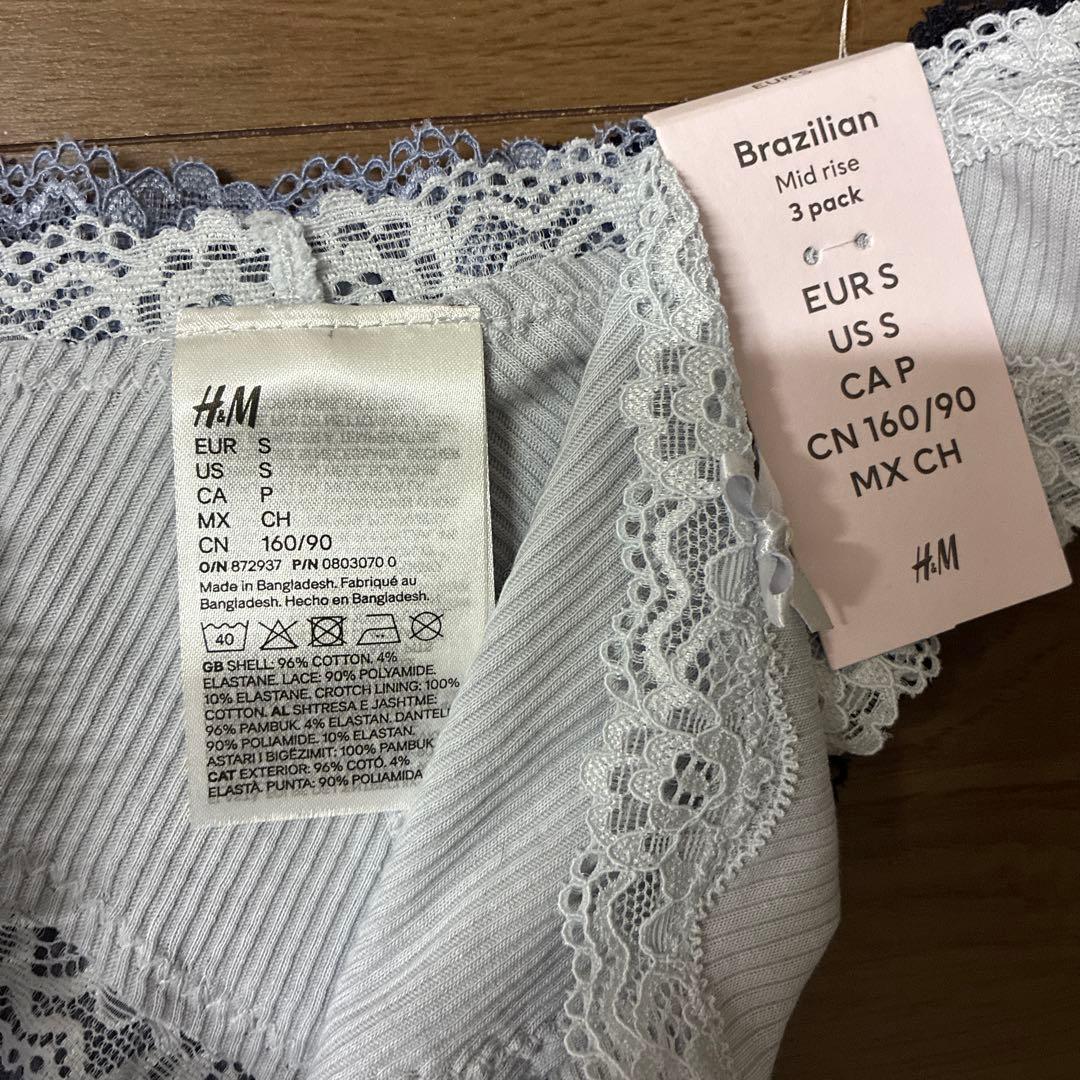 EUR S
Brazilian
Mid rise
3 pack
EUR S
US S
CA P
CN 160/90
MX CH
H&M
H&M
EUR S
US S
CA P
MX CH
CN 160/90
O/N 872937 P/N 0803070 0
Made in Bangladesh. Fabriqué au
Bangladesh. Hecho en Bangladesh.
40
GB SHELL: 96% COTTON. 4%
ELASTANE. LACE: 90% POLYAMIDE.
10% ELASTANE. CROTCH LINING: 100%
COTTON. AL SHTRESA E JASHTME:
96% PAMBUK. 4% ELASTAN. DANTEL
90% POLIAMIDE. 10% ELASTAN.
ASTARI I BIGËZIMIT: 100% PAMBUK
CAT EXTERIOR: 96% COTÓ. 4%
ELASTÀ. PUNTA: 90% POLIAMIDA